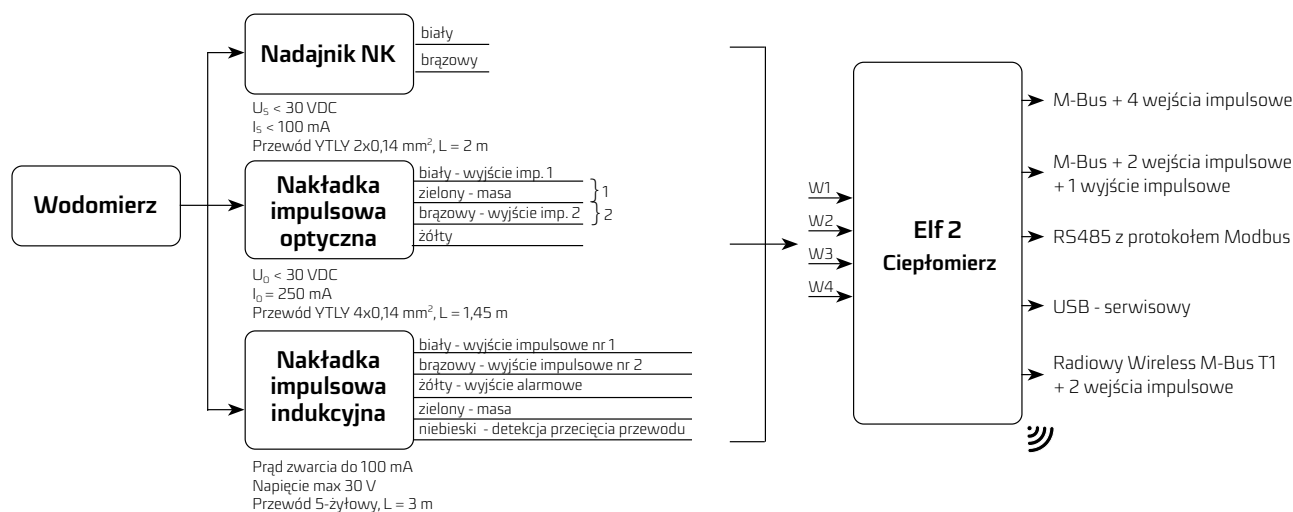 Wodomierz
Nadajnik NK
biały
brązowy
U₅ < 30 VDC
I₅ < 100 mA
Przewód YTLY 2x0,14 mm², L = 2 m
Nakładka
impulsowa
optyczna
biały - wyjście imp. 1
zielony - masa
1
brązowy - wyjście imp. 2
2
żółty
U₀ < 30 VDC
I₀ = 250 mA
Przewód YTLY 4x0,14 mm², L = 1,45 m
Nakładka
impulsowa
indukcyjna
biały - wyjście impulsowe nr 1
brązowy - wyjście impulsowe nr 2
żółty - wyjście alarmowe
zielony - masa
niebieski - detekcja przecięcia przewodu
Prąd zwarcia do 100 mA
Napięcie max 30 V
Przewód 5-żyłowy, L = 3 m
W1
W2
W3
W4
Elf 2
Ciepłomierz
M-Bus + 4 wejścia impulsowe
M-Bus + 2 wejścia impulsowe
+ 1 wyjście impulsowe
RS485 z protokołem Modbus
USB - serwisowy
Radiowy Wireless M-Bus T1
+ 2 wejścia impulsowe